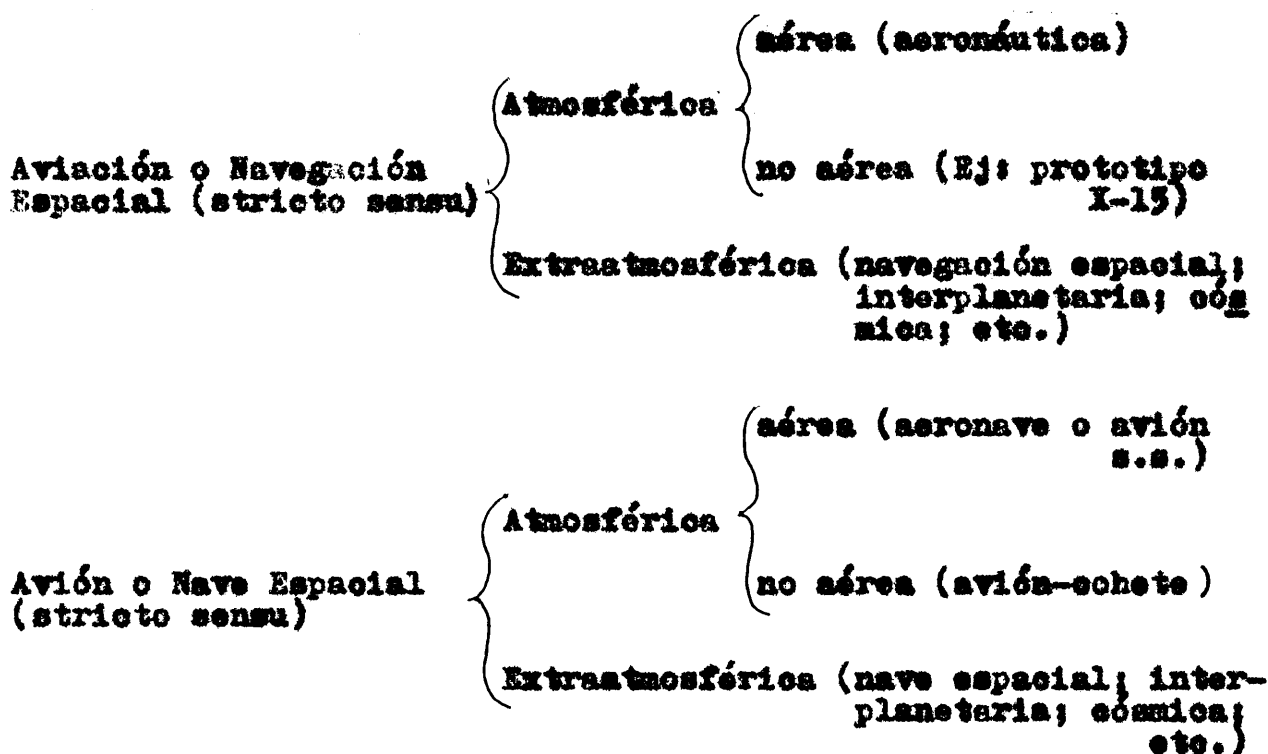 aérea (aeronáutica)
Atmosférica
Aviación o Navegación
no aérea (Ej: prototipo
Espacial (stricto sensu)
X-15)
Extraatmosférica (navegación espacial;
interplanetaria; cós
mica; etc.)
aérea (aeronave o avión
s.s.)
Atmosférica
Avión o Nave Espacial
no aérea (avión-cohete)
(stricto sensu)
Extraatmosférica (nave espacial; inter-
planetaria; cósmica;
etc.)